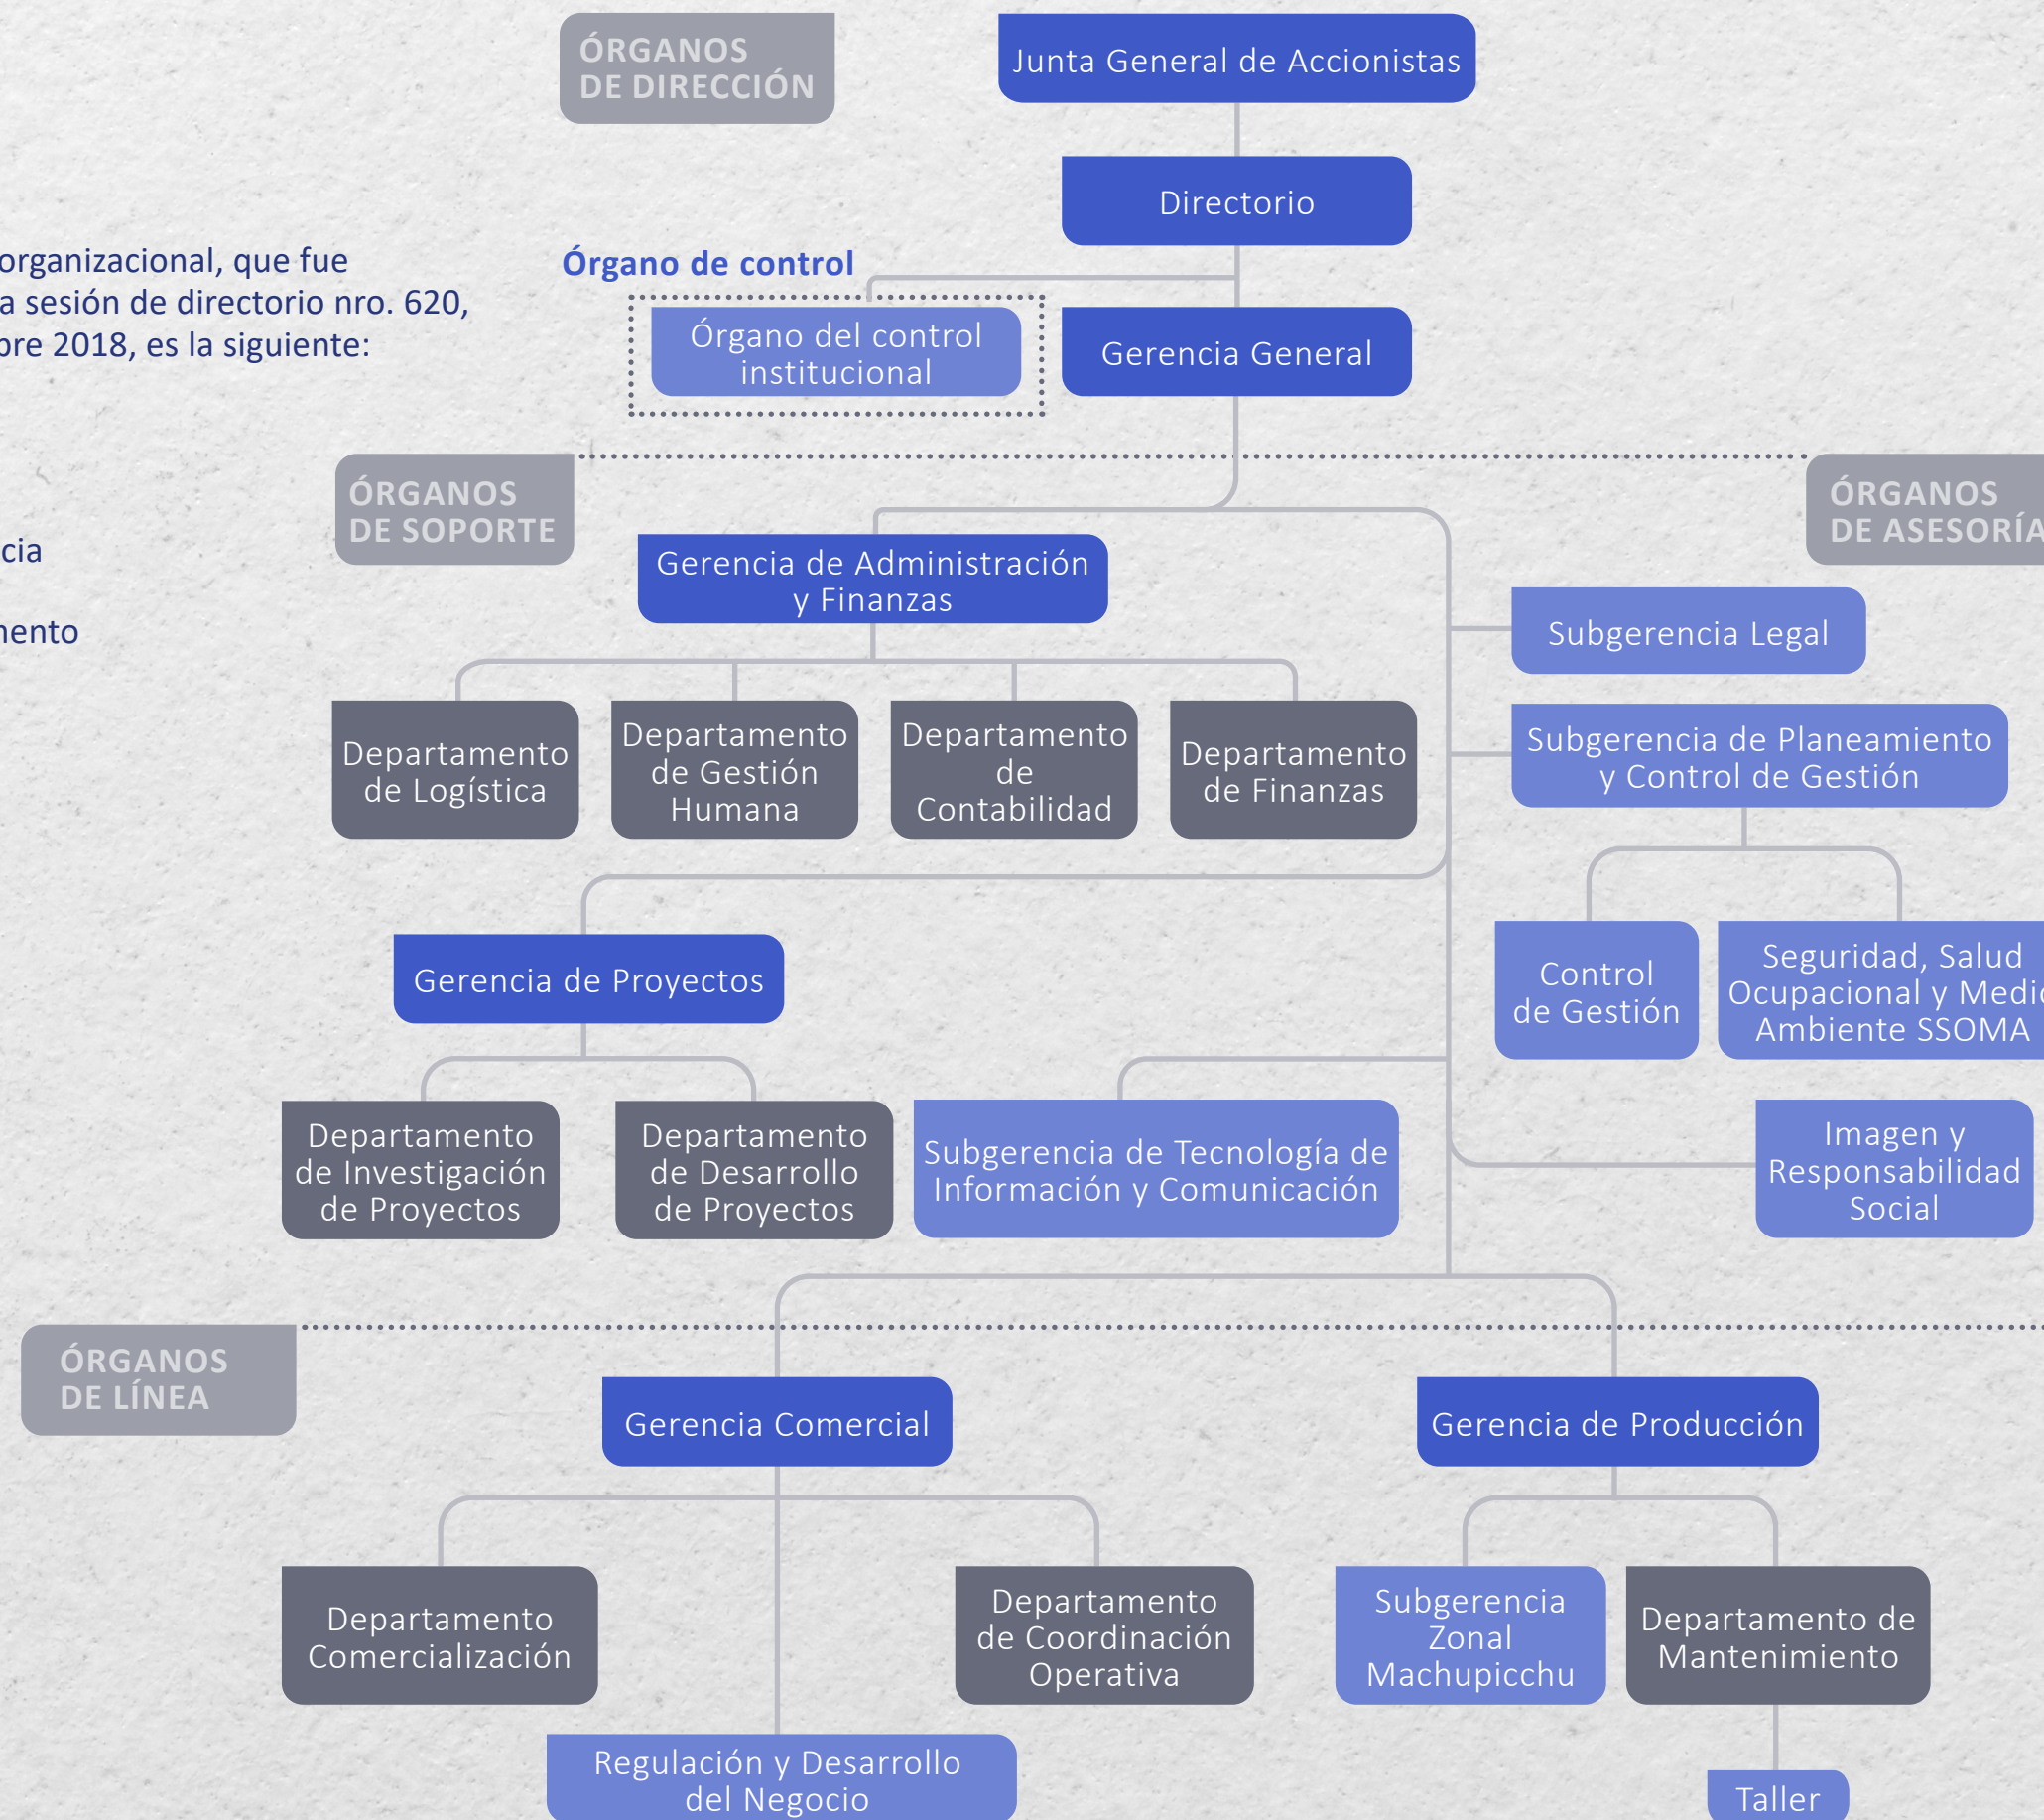 ÓRGANOS
DE DIRECCIÓN
Junta General de Accionistas
Directorio
organizacional, que fue
a sesión de directorio nro. 620,
bre 2018, es la siguiente:
Órgano de control
Órgano del control
institucional
Gerencia General
ÓRGANOS
DE SOPORTE
ÓRGANOS
DE ASESORÍA
cia
mento
Gerencia de Administración
y Finanzas
Subgerencia Legal
Departamento
de Logística
Departamento
de Gestión
Humana
Departamento
de
Contabilidad
Departamento
de Finanzas
Subgerencia de Planeamiento
y Control de Gestión
Gerencia de Proyectos
Control
de Gestión
Seguridad, Salud
Ocupacional y Medio
Ambiente SSOMA
Departamento
de Investigación
de Proyectos
Departamento
de Desarrollo
de Proyectos
Subgerencia de Tecnología de
Información y Comunicación
Imagen y
Responsabilidad
Social
ÓRGANOS
DE LÍNEA
Gerencia Comercial
Gerencia de Producción
Departamento
Comercialización
Departamento
de Coordinación
Operativa
Subgerencia
Zonal
Machupicchu
Departamento de
Mantenimiento
Regulación y Desarrollo
del Negocio
Taller